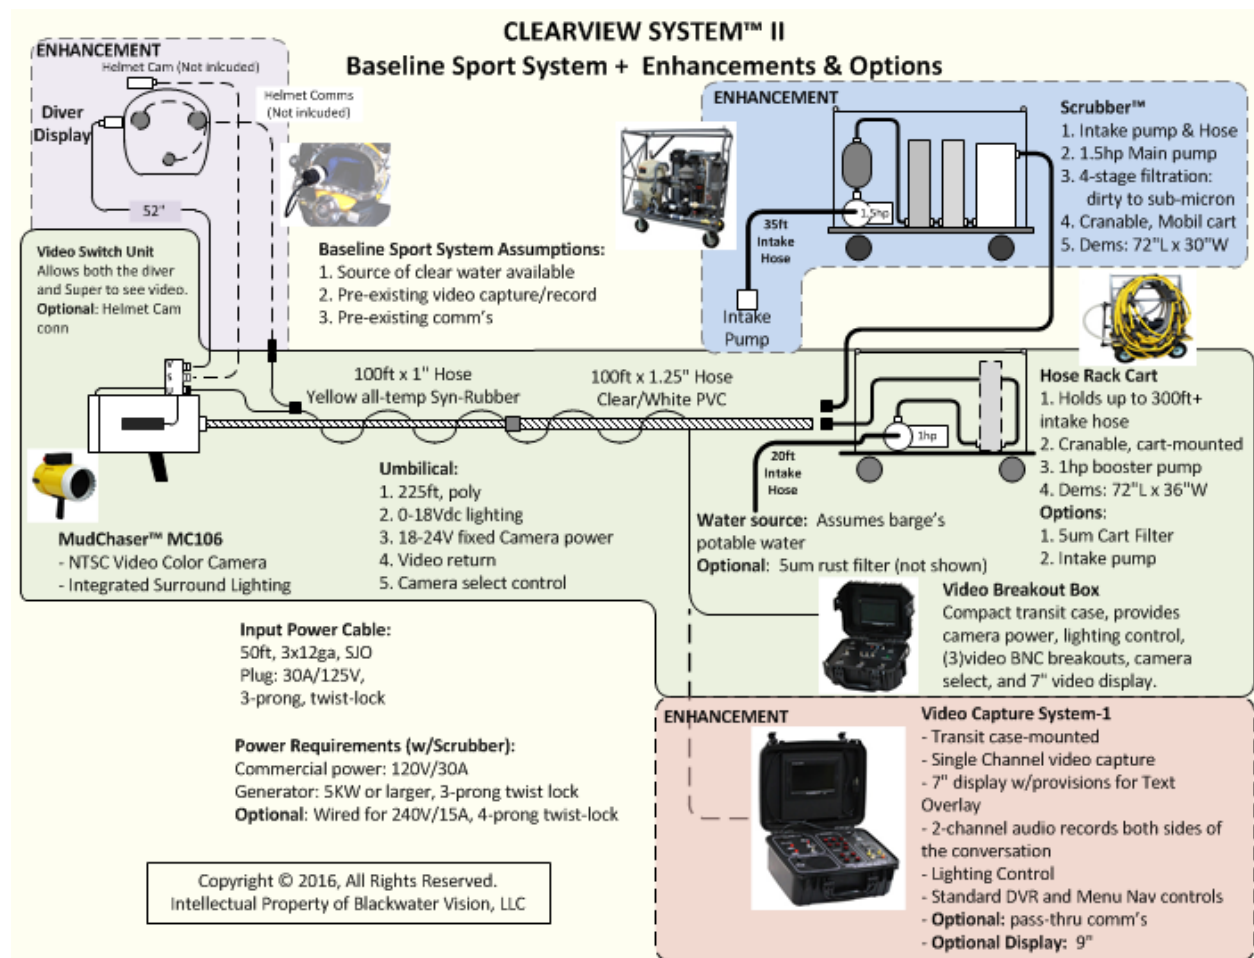 CLEARVIEW SYSTEM™ II
Baseline Sport System + Enhancements & Options
ENHANCEMENT
Helmet Cam (Not inlcuded)
Helmet Comms
(Not inlcuded)
Diver
Display
52"
Video Switch Unit
Allows both the diver
and Super to see video.
Optional: Helmet Cam
conn
Baseline Sport System Assumptions:
1. Source of clear water available
2. Pre-existing video capture/record
3. Pre-existing comm's
ENHANCEMENT
1.5hp
35ft
Intake
Hose
Intake
Pump
Scrubber™
1. Intake pump & Hose
2. 1.5hp Main pump
3. 4-stage filtration:
dirty to sub-micron
4. Cranable, Mobil cart
5. Dems: 72"L x 30"W
100ft x 1" Hose
Yellow all-temp Syn-Rubber
100ft x 1.25" Hose
Clear/White PVC
1hp
20ft
Intake
Hose
Hose Rack Cart
1. Holds up to 300ft+
intake hose
2. Cranable, cart-mounted
3. 1hp booster pump
4. Dems: 72"L x 36"W
Options:
1. 5um Cart Filter
2. Intake pump
MudChaser™ MC106
- NTSC Video Color Camera
- Integrated Surround Lighting
Umbilical:
1. 225ft, poly
2. 0-18Vdc lighting
3. 18-24V fixed Camera power
4. Video return
5. Camera select control
Water source: Assumes barge's
potable water
Optional: 5um rust filter (not shown)
Video Breakout Box
Compact transit case, provides
camera power, lighting control,
(3)video BNC breakouts, camera
select, and 7" video display.
Input Power Cable:
50ft, 3x12ga, SJO
Plug: 30A/125V,
3-prong, twist-lock
Power Requirements (w/Scrubber):
Commercial power: 120V/30A
Generator: 5KW or larger, 3-prong twist lock
Optional: Wired for 240V/15A, 4-prong twist-lock
ENHANCEMENT
Video Capture System-1
- Transit case-mounted
- Single Channel video capture
- 7" display w/provisions for Text
Overlay
- 2-channel audio records both sides of
the conversation
- Lighting Control
- Standard DVR and Menu Nav controls
- Optional: pass-thru comm's
- Optional Display: 9"
Copyright © 2016, All Rights Reserved.
Intellectual Property of Blackwater Vision, LLC